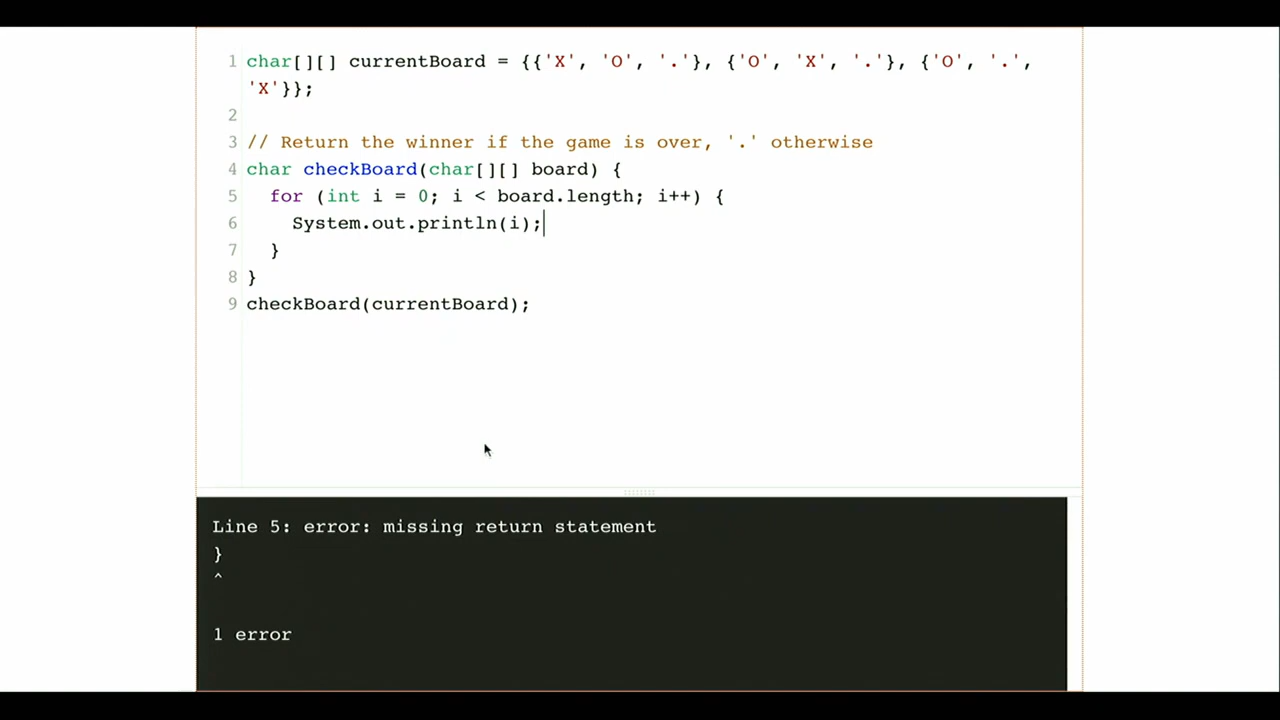 1 char[][] currentBoard = {{'X', 'O', '.'}, {'O', 'X', '.'}, {'O', '.',
'X'}};
2
3 // Return the winner if the game is over, '.' otherwise
4 char checkBoard(char[][] board) {
5 for (int i = 0; i < board.length; i++) {
6 System.out.println(i);
7 }
8 }
9 checkBoard(currentBoard);
Line 5: error: missing return statement
}
^
1 error